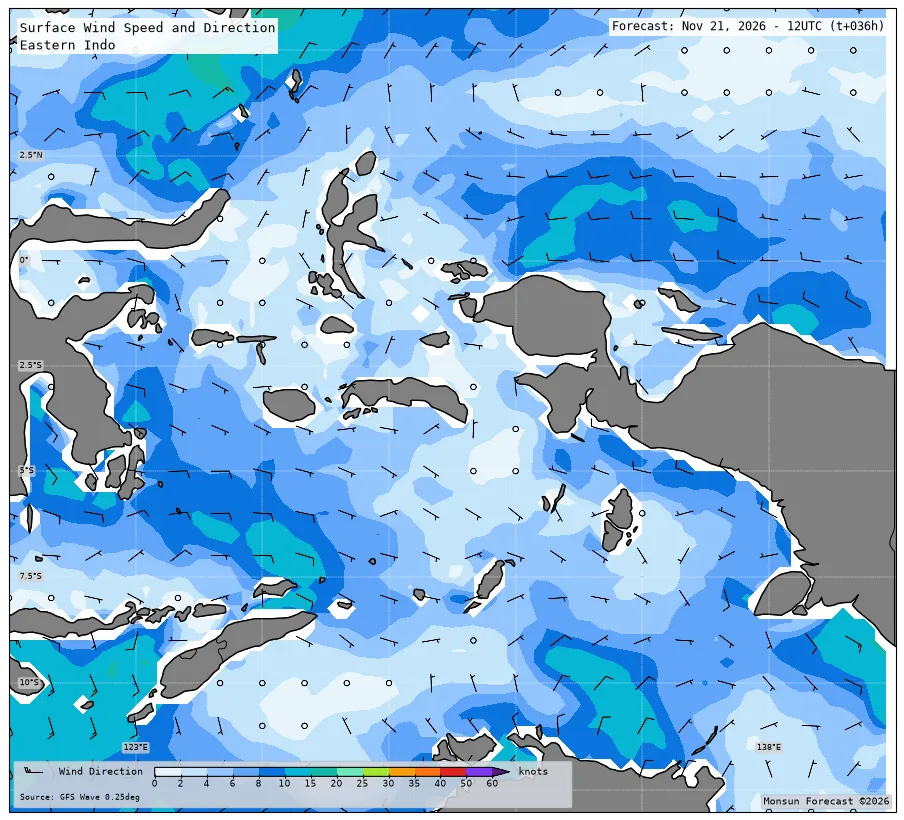 Surface Wind Speed and Direction
Eastern Indo
Forecast: Nov 21, 2026 - 12UTC (t+036h)
2.5°N
0°
2.5°S
5°S
7.5°S
10°S
123°E
138°E
Wind Direction
0 2 4 6 8 10 15 20 25 30 35 40 50 60
knots
Source: GFS Wave 0.25deg
Monsun Forecast ©2026